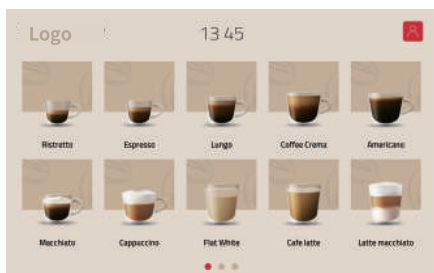 Logo 13 45
Ristretto Espresso Lungo Coffee Crema Americano
Macchiato Cappuccino Flat White Cafe latte Latte macchiato